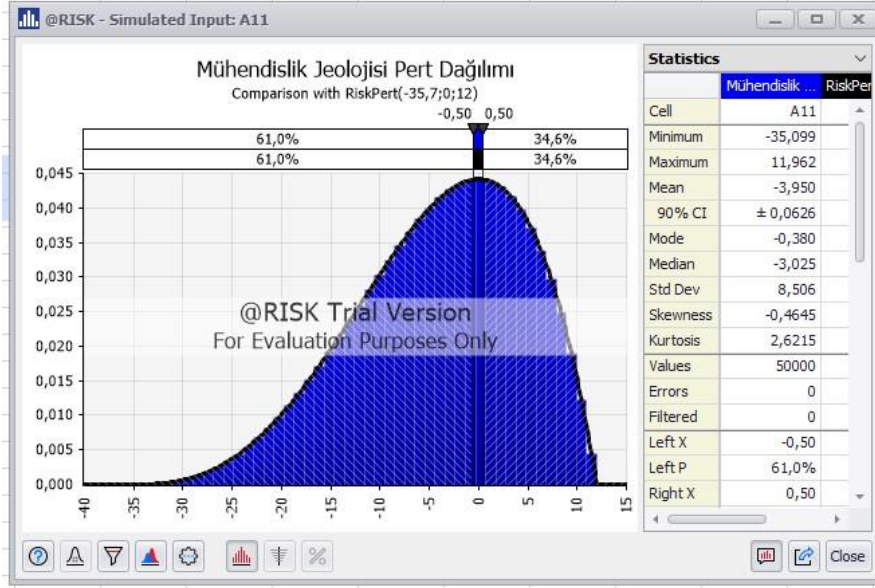 @RISK - Simulated Input: A11
Mühendislik Jeolojisi Pert Dağılımı
Comparison with RiskPert(-35,7;0;12)
-0,50 0,50
61,0% 34,6%
61,0% 34,6%
0,045
0,040
0,035
0,030
0,025
0,020
0,015
0,010
0,005
0,000
-40 -35 -30 -25 -20 -15 -10 -5 0 5 10 15
@RISK Trial Version
For Evaluation Purposes Only
Statistics
Mühendislik ... RiskPer
Cell A11
Minimum -35,099
Maximum 11,962
Mean -3,950
90% CI ± 0,0626
Mode -0,380
Median -3,025
Std Dev 8,506
Skewness -0,4645
Kurtosis 2,6215
Values 50000
Errors 0
Filtered 0
Left X -0,50
Left P 61,0%
Right X 0,50
Close